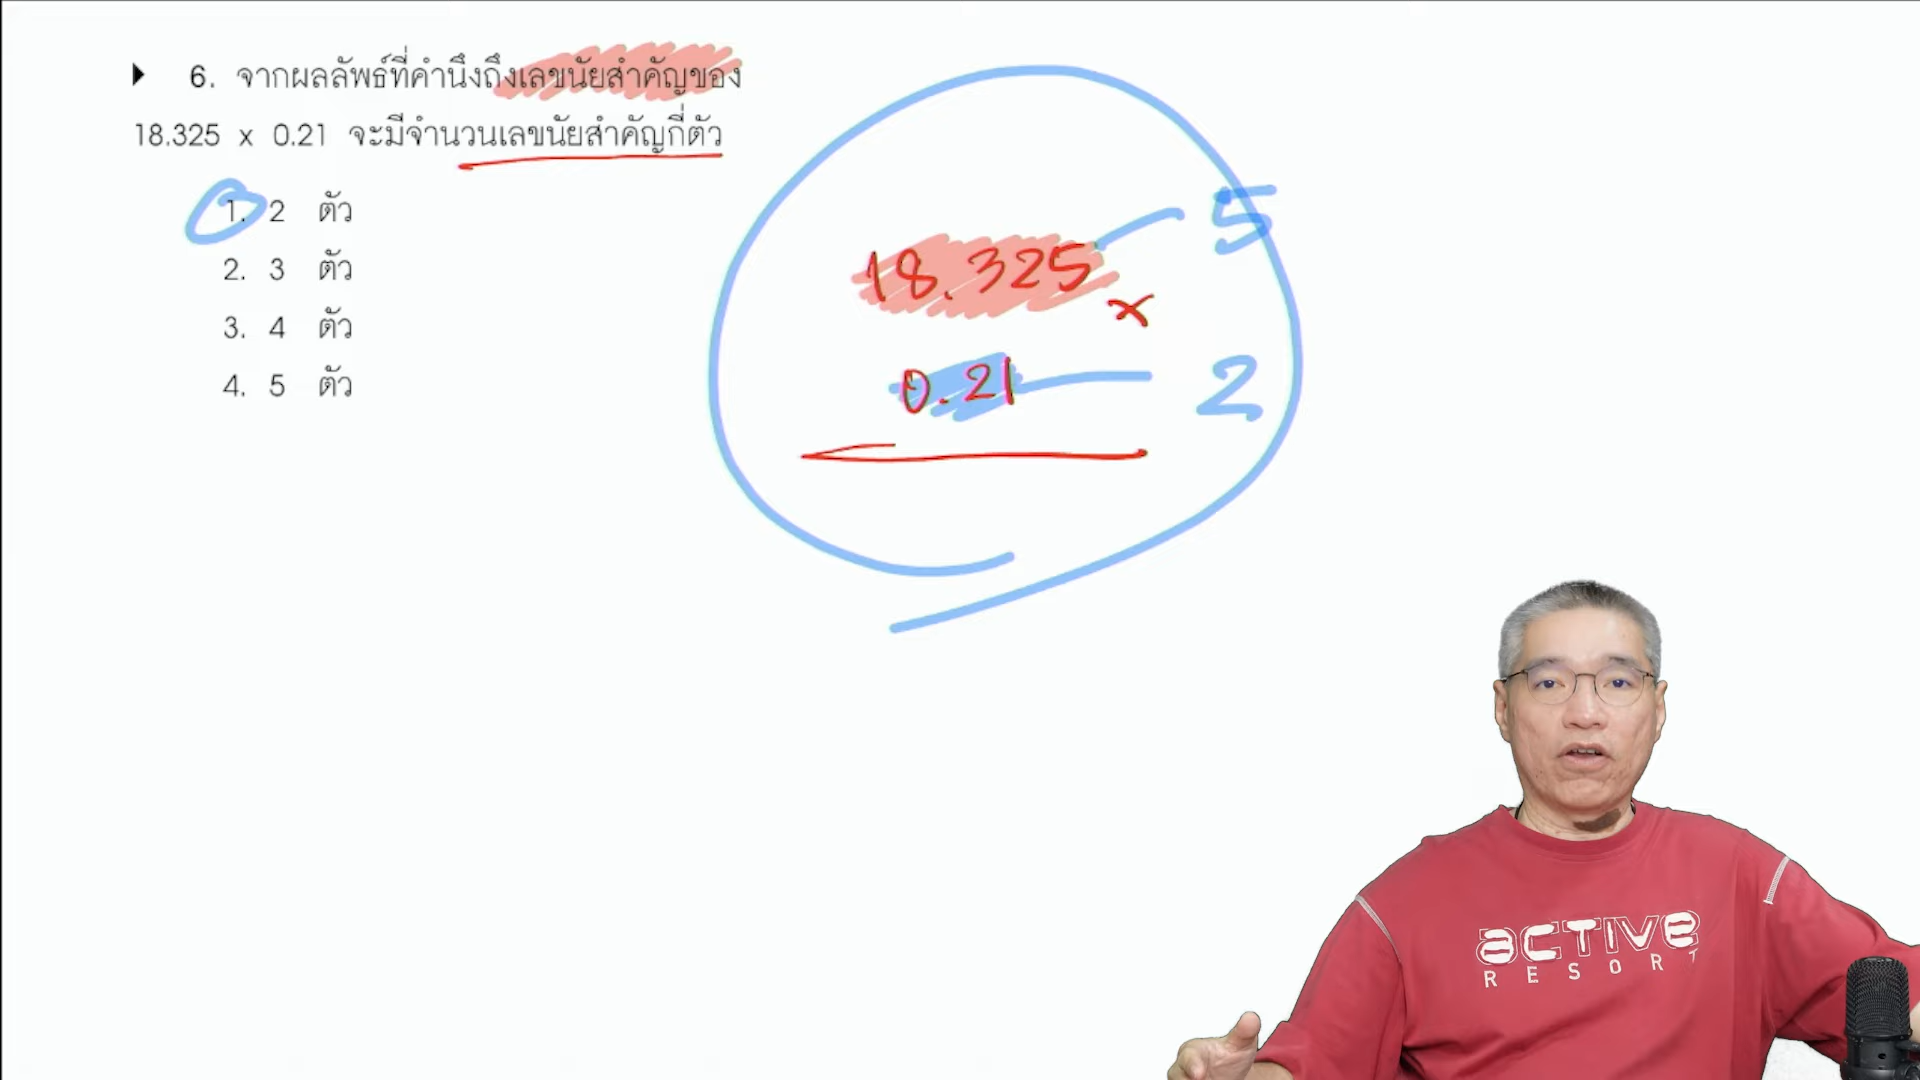 6. จากผลลัพธ์ที่คำนึงถึงเลขนัยสำคัญของ
18.325 x 0.21 จะมีจำนวนเลขนัยสำคัญกี่ตัว
1. 2 ตัว
2. 3 ตัว
3. 4 ตัว
4. 5 ตัว
18.325 5
x
0.21 2
ACTIVE
RESORT